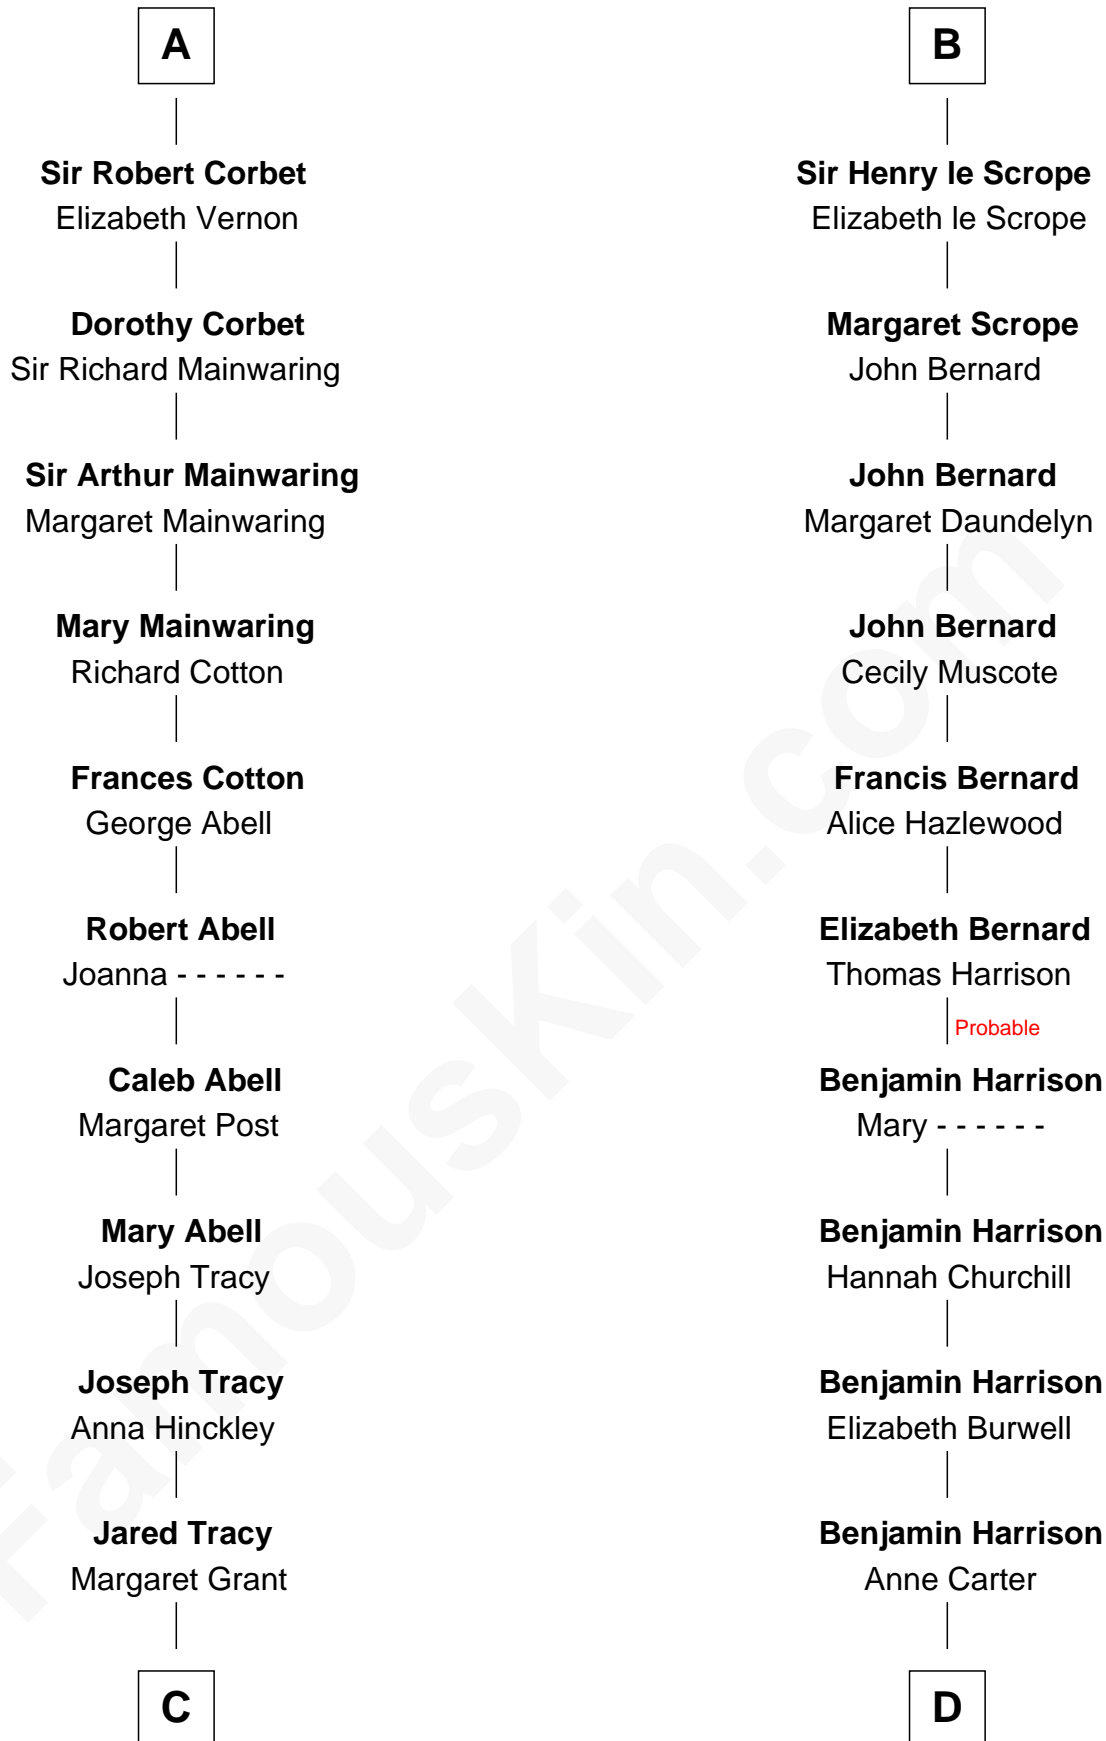 A
Sir Robert Corbet
Elizabeth Vernon
Dorothy Corbet
Sir Richard Mainwaring
Sir Arthur Mainwaring
Margaret Mainwaring
Mary Mainwaring
Richard Cotton
Frances Cotton
George Abell
Robert Abell
Joanna - - - - - -
Caleb Abell
Margaret Post
Mary Abell
Joseph Tracy
Joseph Tracy
Anna Hinckley
Jared Tracy
Margaret Grant
C
B
Sir Henry le Scrope
Elizabeth le Scrope
Margaret Scrope
John Bernard
John Bernard
Margaret Daundelyn
John Bernard
Cecily Muscote
Francis Bernard
Alice Hazlewood
Elizabeth Bernard
Thomas Harrison
Probable
Benjamin Harrison
Mary - - - - - -
Benjamin Harrison
Hannah Churchill
Benjamin Harrison
Elizabeth Burwell
Benjamin Harrison
Anne Carter
D
FamousKin.com